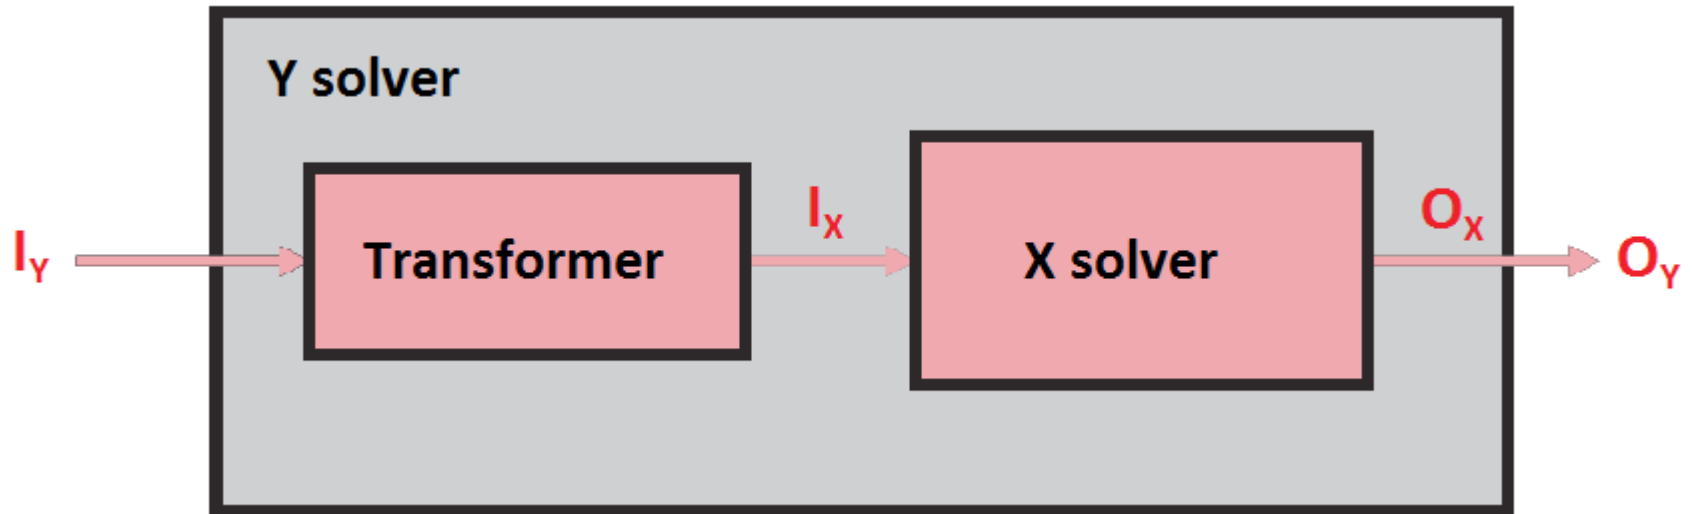 Y solver
I_Y
Transformer
I_X
X solver
O_X
O_Y